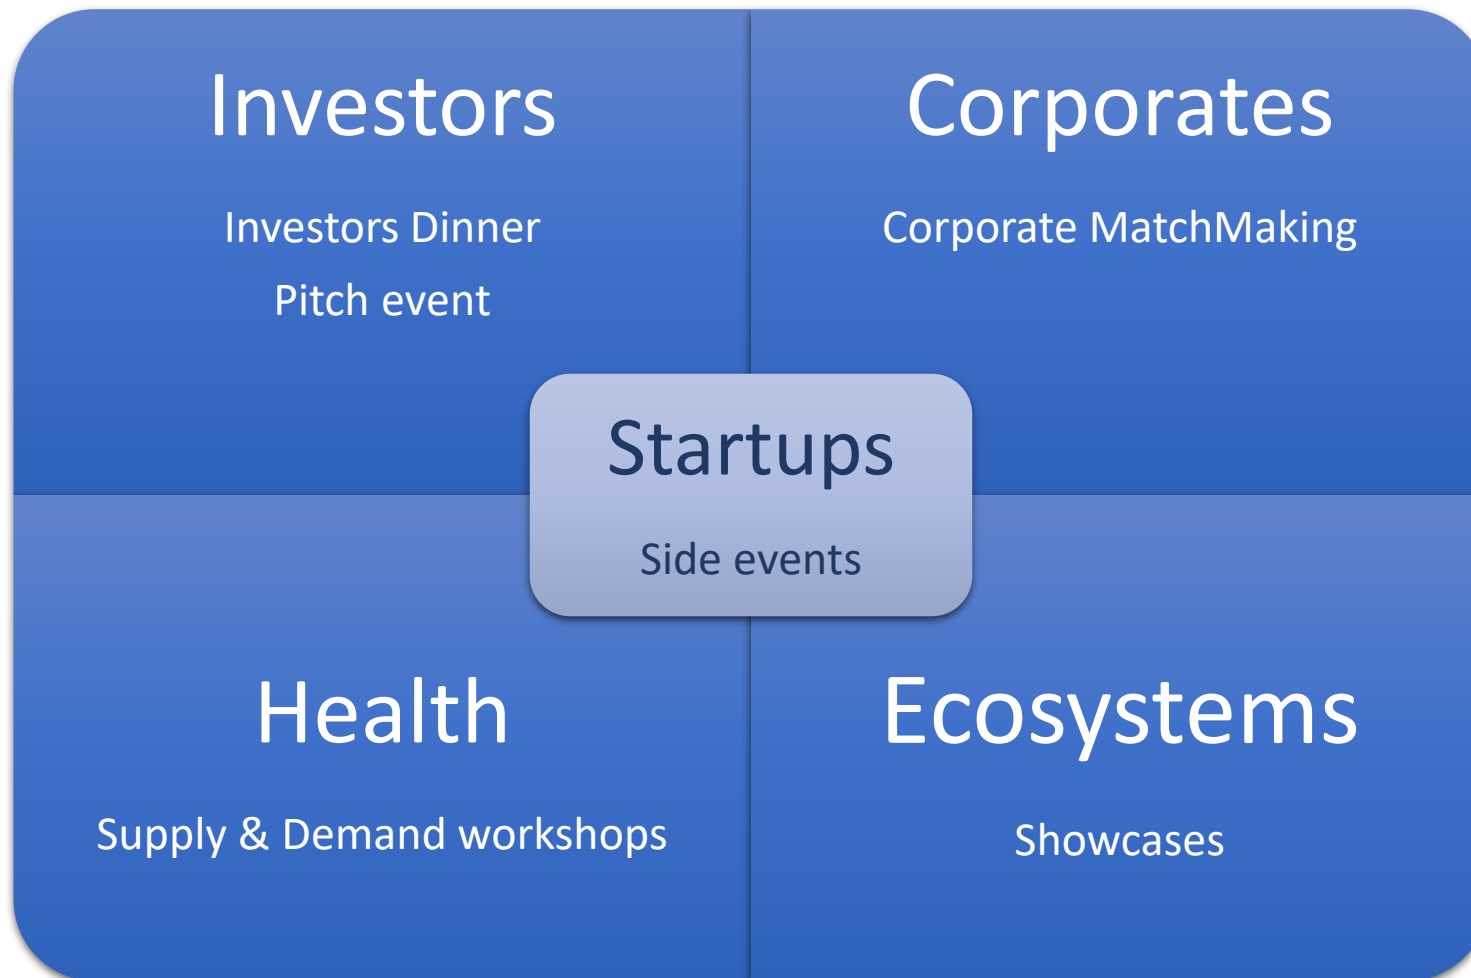 Investors
Investors Dinner
Pitch event
Corporates
Corporate MatchMaking
Startups
Side events
Health
Supply & Demand workshops
Ecosystems
Showcases